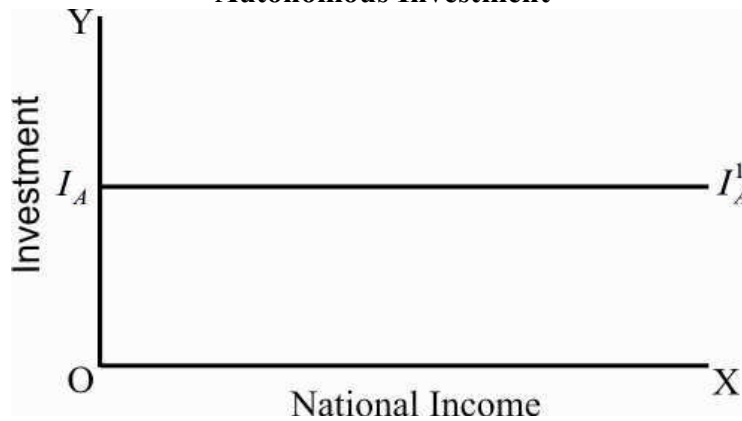 Autonomous Investment
Y
Investment
I_A
I_A^1
O
X
National Income